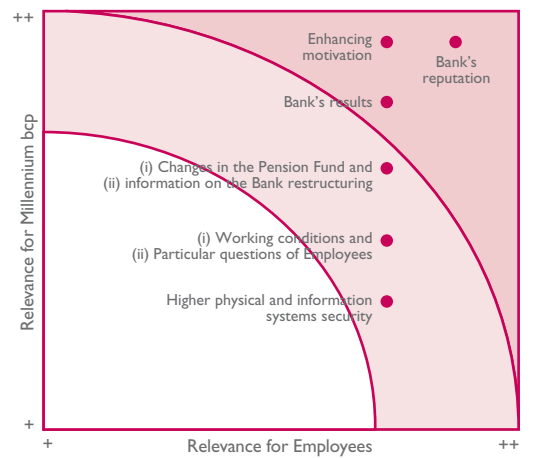 ++
Enhancing
motivation
Bank's
reputation
Bank's results
(i) Changes in the Pension Fund and
(ii) information on the Bank restructuring
(i) Working conditions and
(ii) Particular questions of Employees
Higher physical and information
systems security
Relevance for Millennium bcp
+
+
Relevance for Employees
++